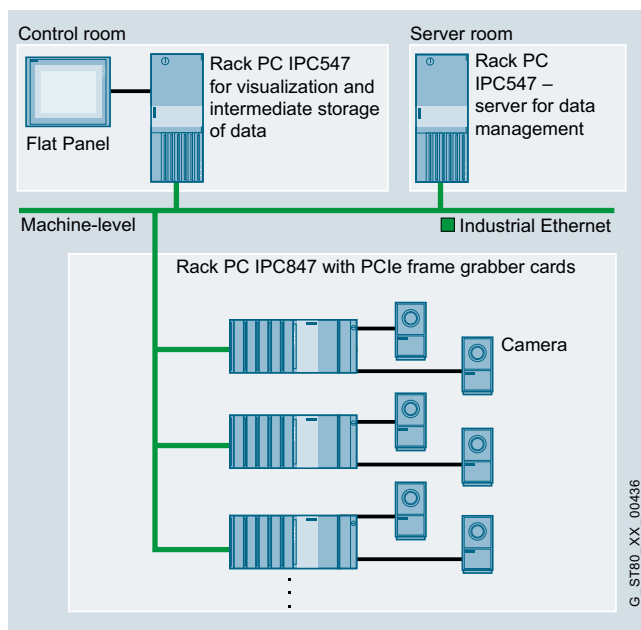 Control room
Rack PC IPC547
for visualization and
intermediate storage
of data
Flat Panel
Server room
Rack PC
IPC547 –
server for data
management
Machine-level
Industrial Ethernet
Rack PC IPC847 with PCIe frame grabber cards
Camera
G_ST80_XX_00436